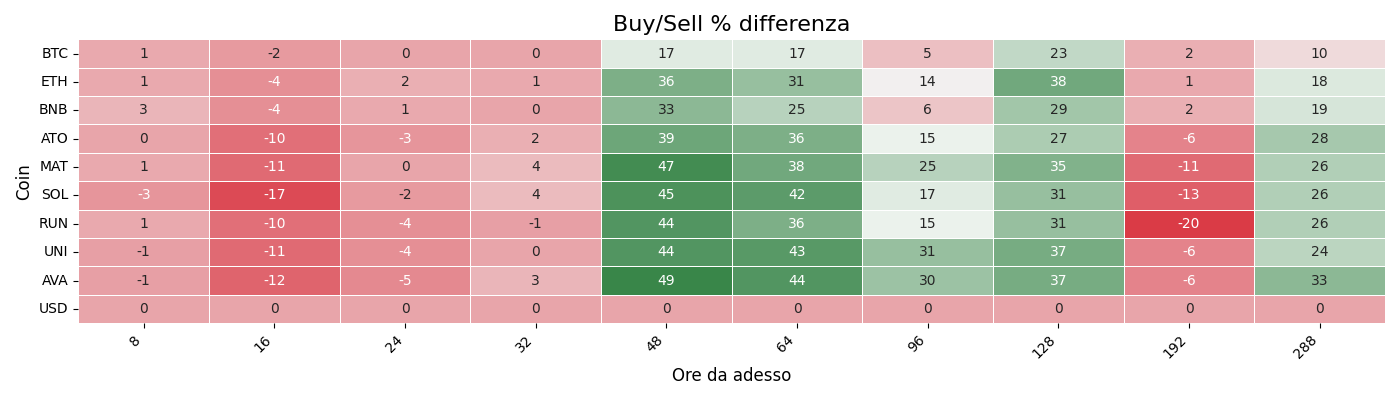 Buy/Sell % differenza
Coin
BTC 1 -2 0 0 17 17 5 23 2 10
ETH 1 -4 2 1 36 31 14 38 1 18
BNB 3 -4 1 0 33 25 6 29 2 19
ATO 0 -10 -3 2 39 36 15 27 -6 28
MAT 1 -11 0 4 47 38 25 35 -11 26
SOL -3 -17 -2 4 45 42 17 31 -13 26
RUN 1 -10 -4 -1 44 36 15 31 -20 26
UNI -1 -11 -4 0 44 43 31 37 -6 24
AVA -1 -12 -5 3 49 44 30 37 -6 33
USD 0 0 0 0 0 0 0 0 0 0
8 16 24 32 48 64 96 128 192 288
Ore da adesso